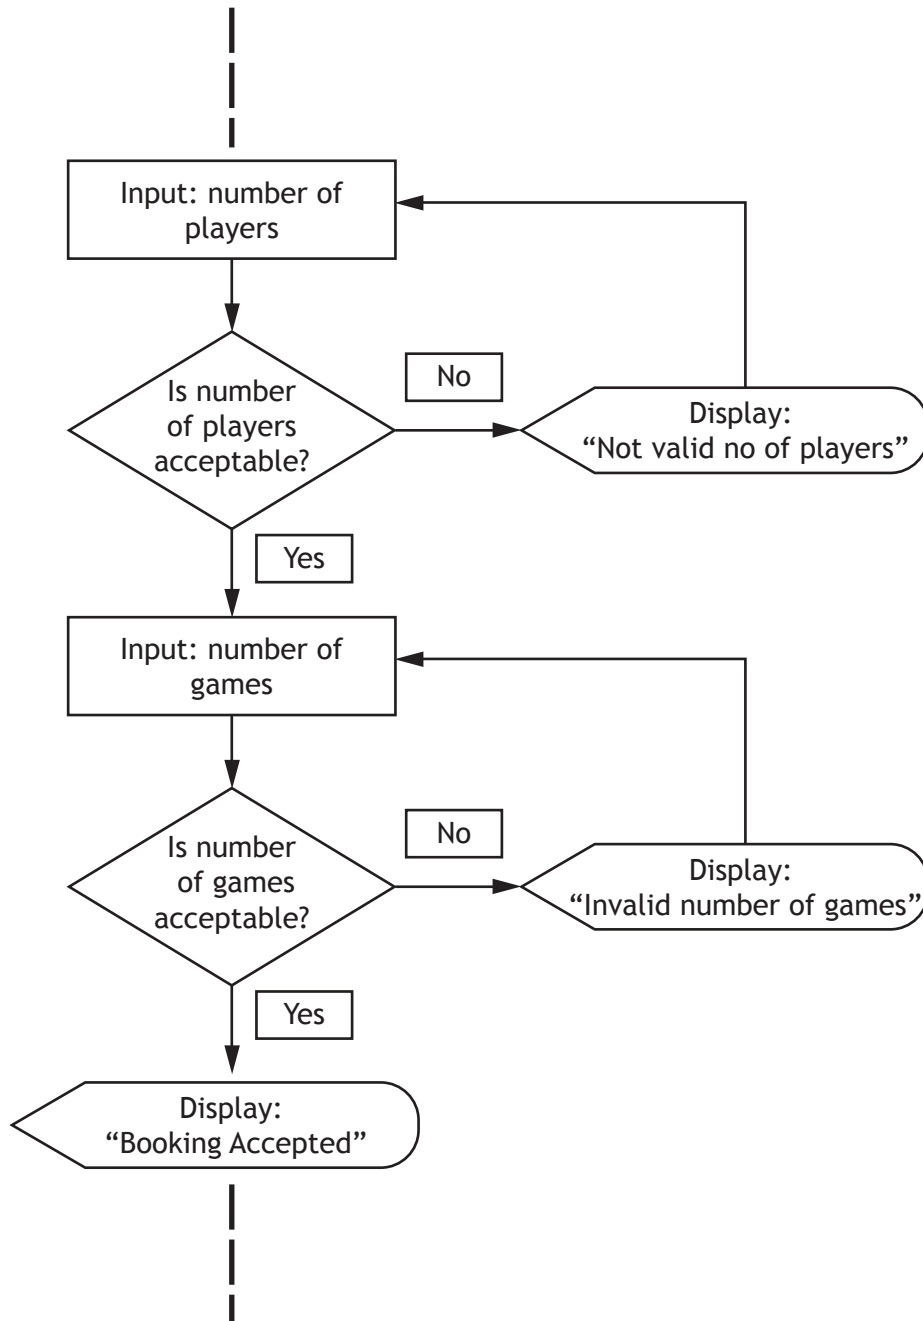 Input: number of
players
Is number
of players
acceptable?
No
Display:
“Not valid no of players”
Yes
Input: number of
games
Is number
of games
acceptable?
No
Display:
“Invalid number of games”
Yes
Display:
“Booking Accepted”